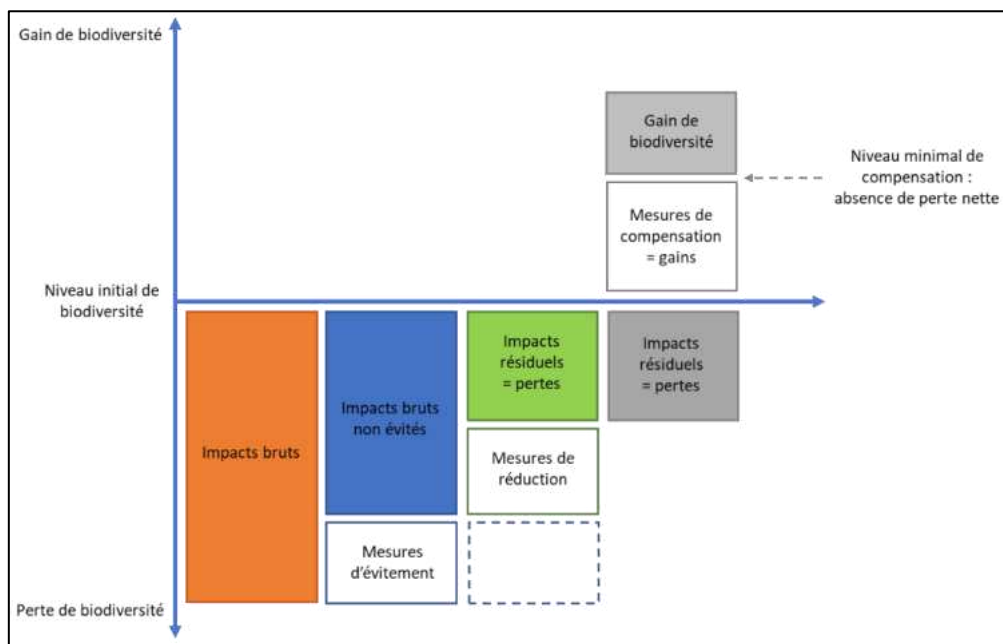 Gain de biodiversité
Gain de
biodiversité
Niveau minimal de
compensation :
absence de perte nette
Mesures de
compensation
= gains
Niveau initial de
biodiversité
Impacts bruts
Impacts bruts
non évités
Impacts
résiduels
= pertes
Impacts
résiduels
= pertes
Mesures de
réduction
Mesures
d'évitement
Perte de biodiversité